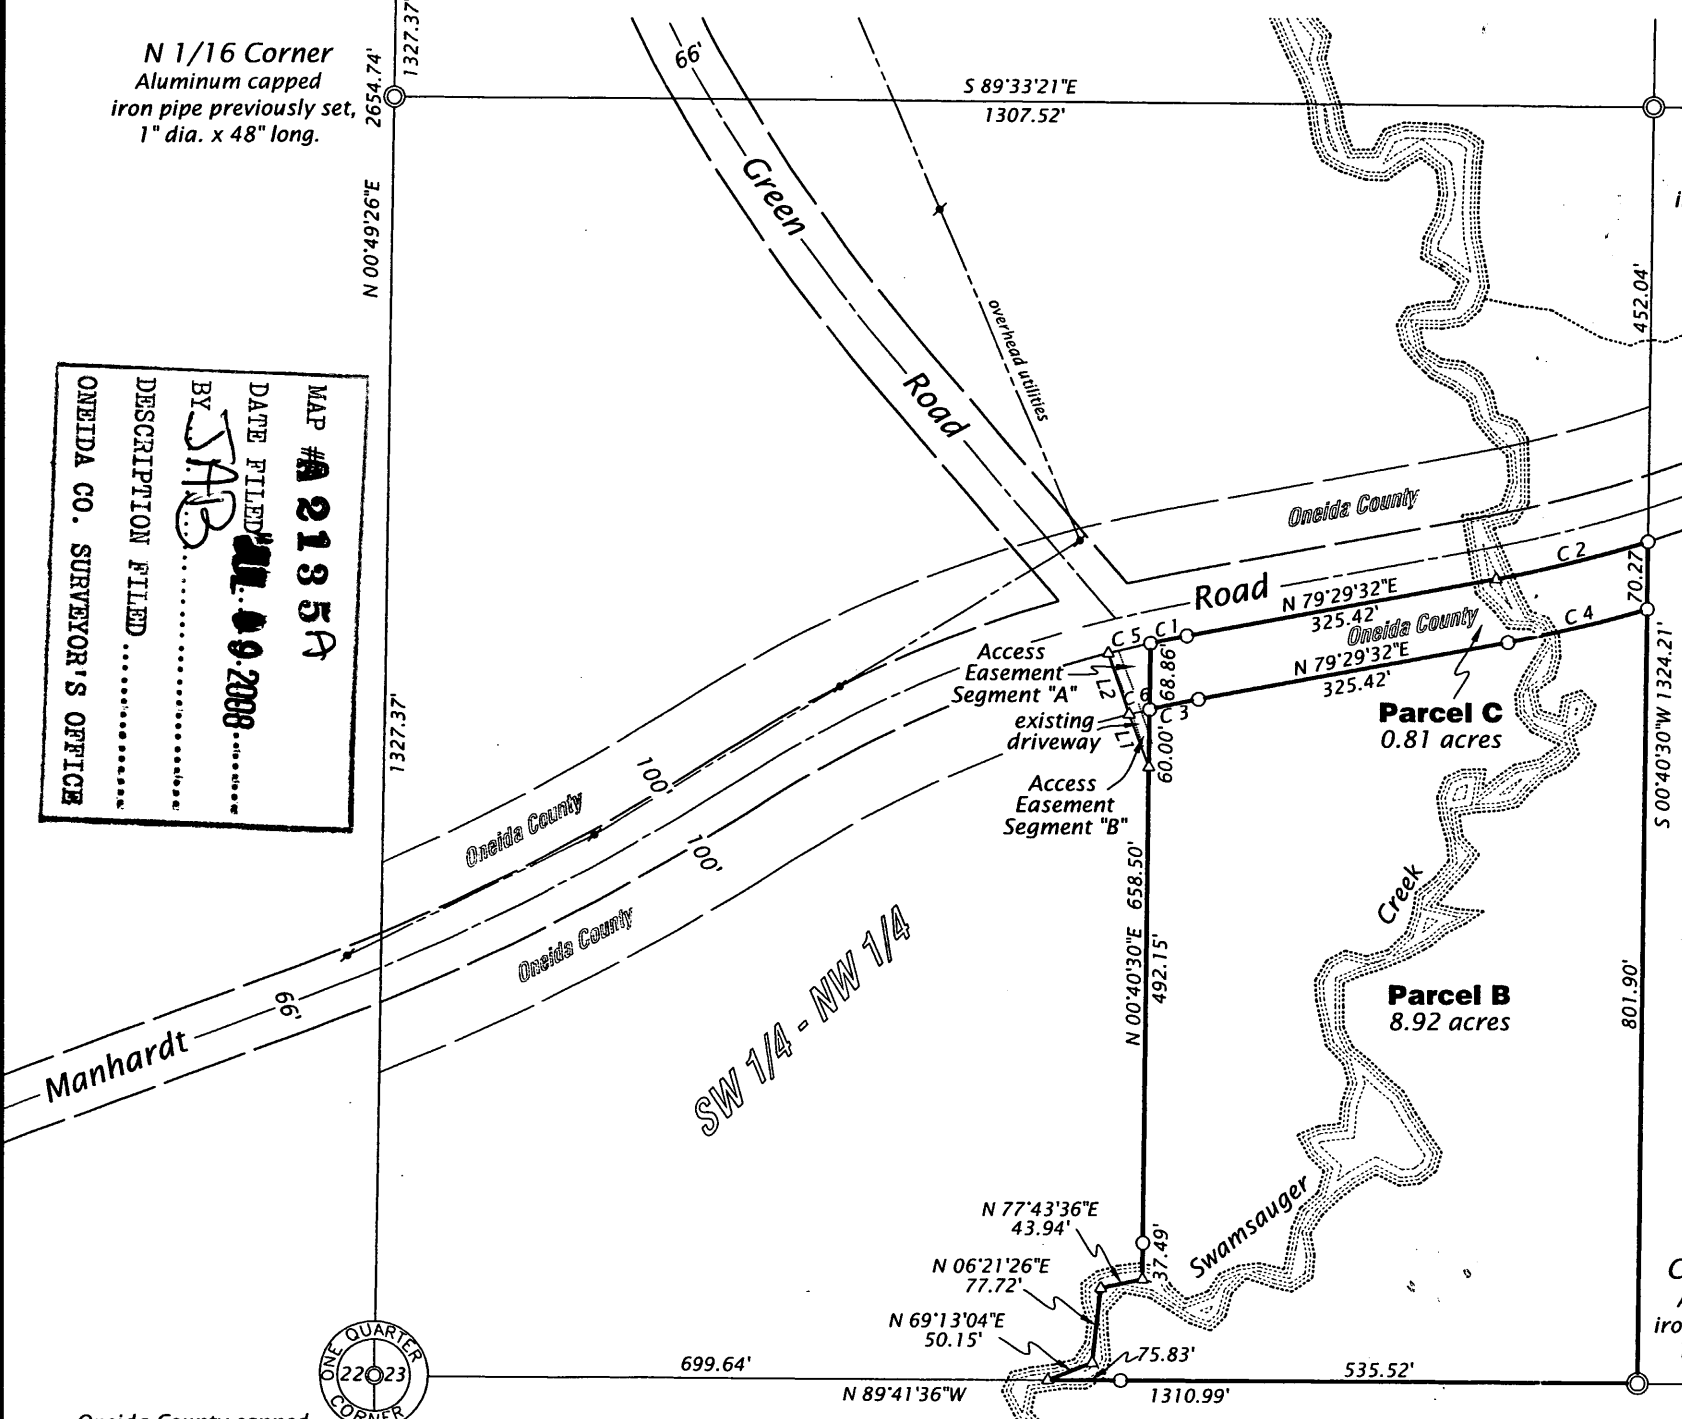 1327.37'
N 1/16 Corner
Aluminum capped
iron pipe previously set,
1" dia. x 48" long.
2654.74'
N 00°49'26"E
66'
S 89°33'21"E
1307.52'
Green
Road
overhead utilities
452.04'
MAP #A 2135A
DATE FILED 09 2008
BY JAB
DESCRIPTION FILED
ONEIDA CO. SURVEYOR'S OFFICE
Oneida County
Road
C 2
N 79°29'32"E
325.42'
Oneida County
70.27'
C 4
N 79°29'32"E
325.42'
C 5
C 1
Access
Easement
Segment "A"
L2
68.86'
C 6
C 3
existing
driveway
L1
60.00'
Access
Easement
Segment "B"
Parcel C
0.81 acres
S 00°40'30"W 1324.21'
1327.37'
100'
Oneida County
100'
Oneida County
66'
Manhardt
SW 1/4 - NW 1/4
N 00°40'30"E 658.50'
492.15'
Creek
Parcel B
8.92 acres
801.90'
Swamsauger
N 77°43'36"E
43.94'
37.49'
N 06°21'26"E
77.72'
N 69°13'04"E
50.15'
75.83'
ONE QUARTER
22 23
CORNER
699.64'
N 89°41'36"W
1310.99'
535.52'
iro
Oneida County capped